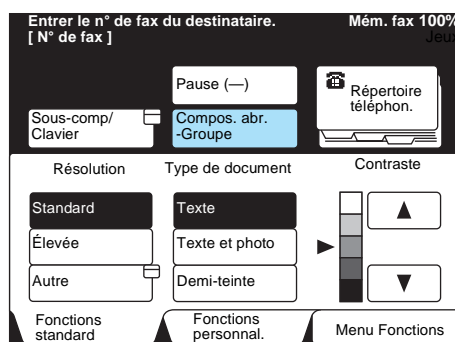 Entrer le n° de fax du destinataire. Mém. fax 100%
[ N° de fax ] Jeu
Pause (—)
Répertoire
téléphon.
Sous-comp/
Clavier
Compos. abr.
-Groupe
Résolution Type de document Contraste
Standard Texte
Élevée Texte et photo
Autre Demi-teinte
Fonctions
standard
Fonctions
personnal.
Menu Fonctions